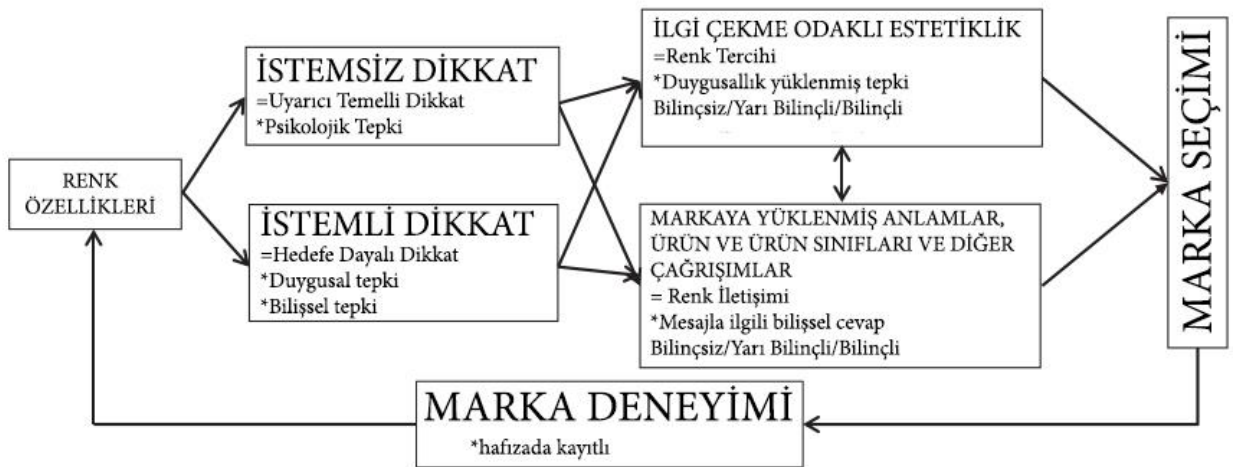 RENK
ÖZELLİKLERİ
İSTEMSİZ DİKKAT
=Uyarıcı Temelli Dikkat
*Psikolojik Tepki
İSTEMLİ DİKKAT
=Hedefe Dayalı Dikkat
*Duygusal tepki
*Bilişsel tepki
İLGİ ÇEKME ODAKLI ESTETİKLİK
=Renk Tercihi
*Duygusallık yüklenmiş tepki
Bilinçsiz/Yarı Bilinçli/Bilinçli
MARKAYA YÜKLENMİŞ ANLAMLAR,
ÜRÜN VE ÜRÜN SINIFLARI VE DİĞER
ÇAĞRIŞIMLAR
= Renk İletişimi
*Mesajla ilgili bilişsel cevap
Bilinçsiz/Yarı Bilinçli/Bilinçli
MARKA SEÇİMİ
MARKA DENEYİMİ
*hafızada kayıtlı